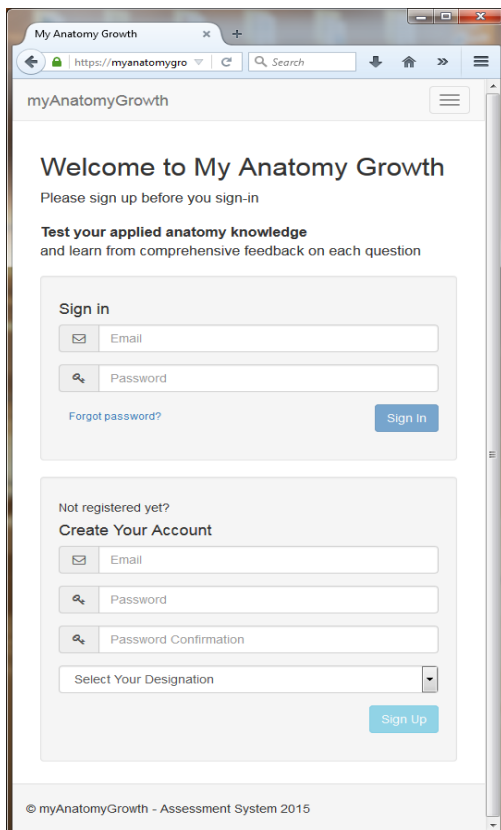 My Anatomy Growth
https://myanatomygro
Search
myAnatomyGrowth
Welcome to My Anatomy Growth
Please sign up before you sign-in
Test your applied anatomy knowledge
and learn from comprehensive feedback on each question
Sign in
Email
Password
Forgot password?
Sign In
Not registered yet?
Create Your Account
Email
Password
Password Confirmation
Select Your Designation
Sign Up
© myAnatomyGrowth - Assessment System 2015